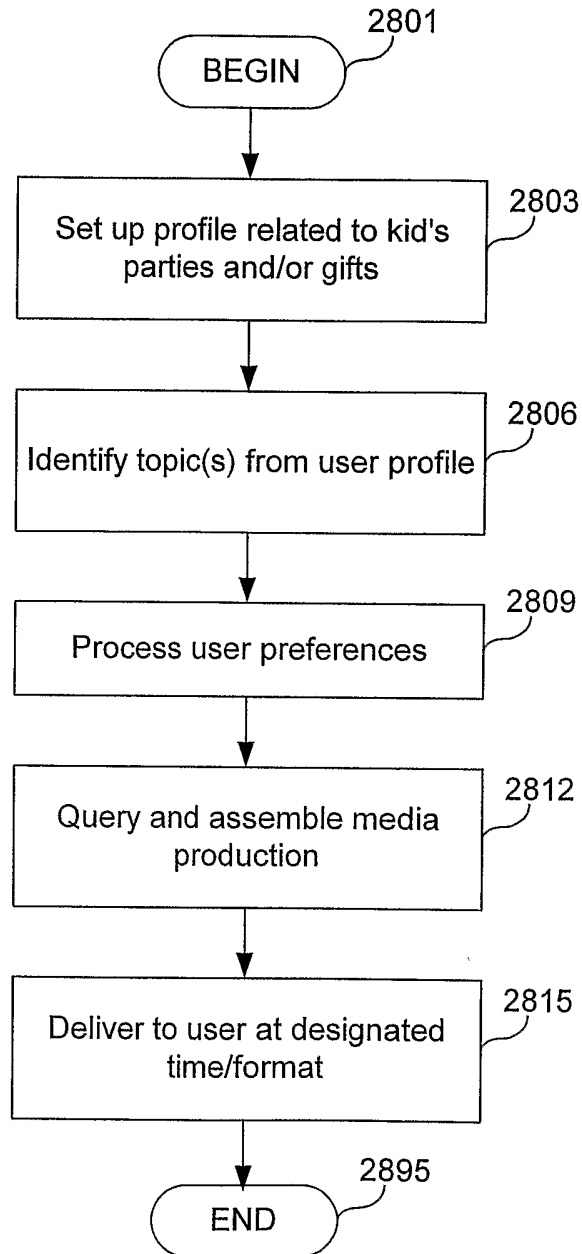 2801
BEGIN
2803
Set up profile related to kid's
parties and/or gifts
2806
Identify topic(s) from user profile
2809
Process user preferences
2812
Query and assemble media
production
2815
Deliver to user at designated
time/format
2895
END